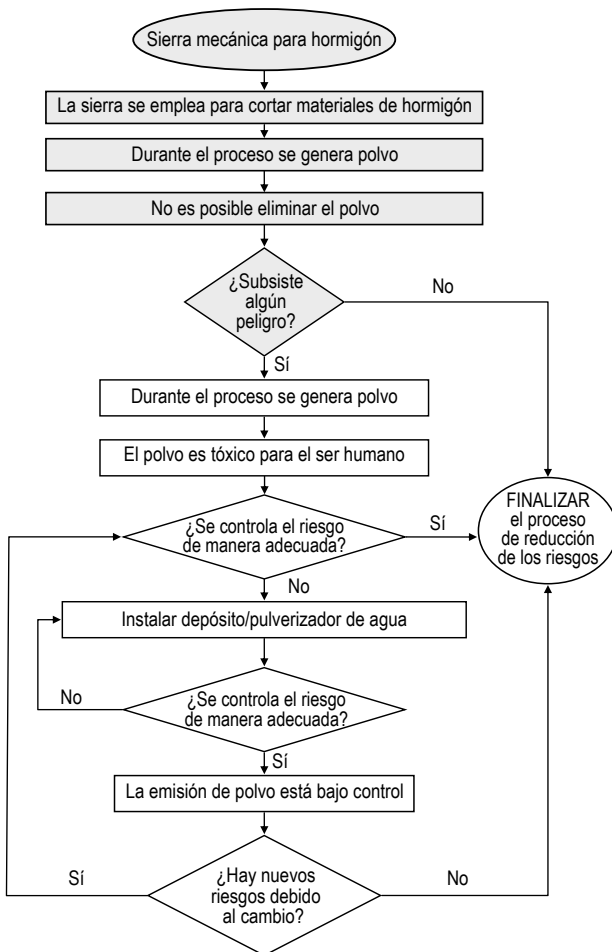 Sierra mecánica para hormigón
La sierra se emplea para cortar materiales de hormigón
Durante el proceso se genera polvo
No es posible eliminar el polvo
¿Subsiste
algún
peligro?
No
Sí
Durante el proceso se genera polvo
El polvo es tóxico para el ser humano
¿Se controla el riesgo
de manera adecuada?
Sí
FINALIZAR
el proceso
de reducción
de los riesgos
No
Instalar depósito/pulverizador de agua
¿Se controla el riesgo
de manera adecuada?
No
Sí
La emisión de polvo está bajo control
¿Hay nuevos
riesgos debido
al cambio?
Sí
No